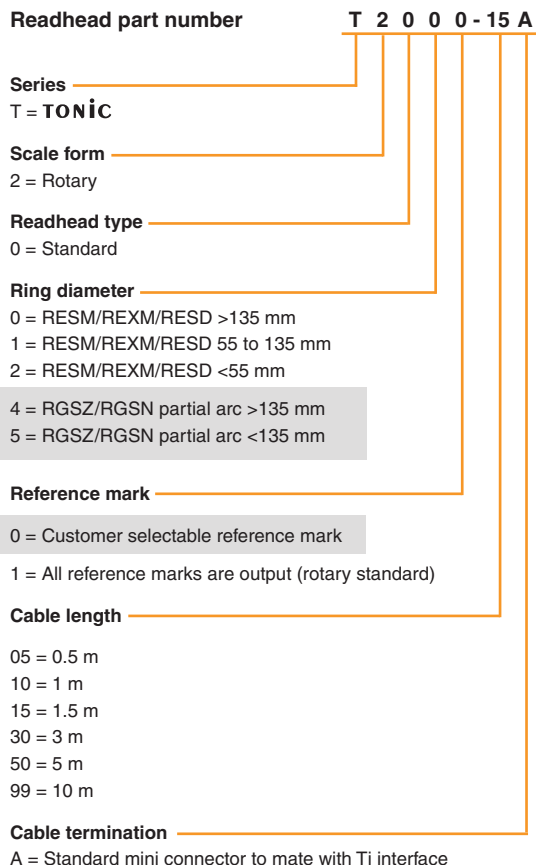 Readhead part number T 2 0 0 0 - 15 A
Series
T = TONiC
Scale form
2 = Rotary
Readhead type
0 = Standard
Ring diameter
0 = RESM/REXM/RESD >135 mm
1 = RESM/REXM/RESD 55 to 135 mm
2 = RESM/REXM/RESD <55 mm
4 = RGSZ/RGSN partial arc >135 mm
5 = RGSZ/RGSN partial arc <135 mm
Reference mark
0 = Customer selectable reference mark
1 = All reference marks are output (rotary standard)
Cable length
05 = 0.5 m
10 = 1 m
15 = 1.5 m
30 = 3 m
50 = 5 m
99 = 10 m
Cable termination
A = Standard mini connector to mate with Ti interface